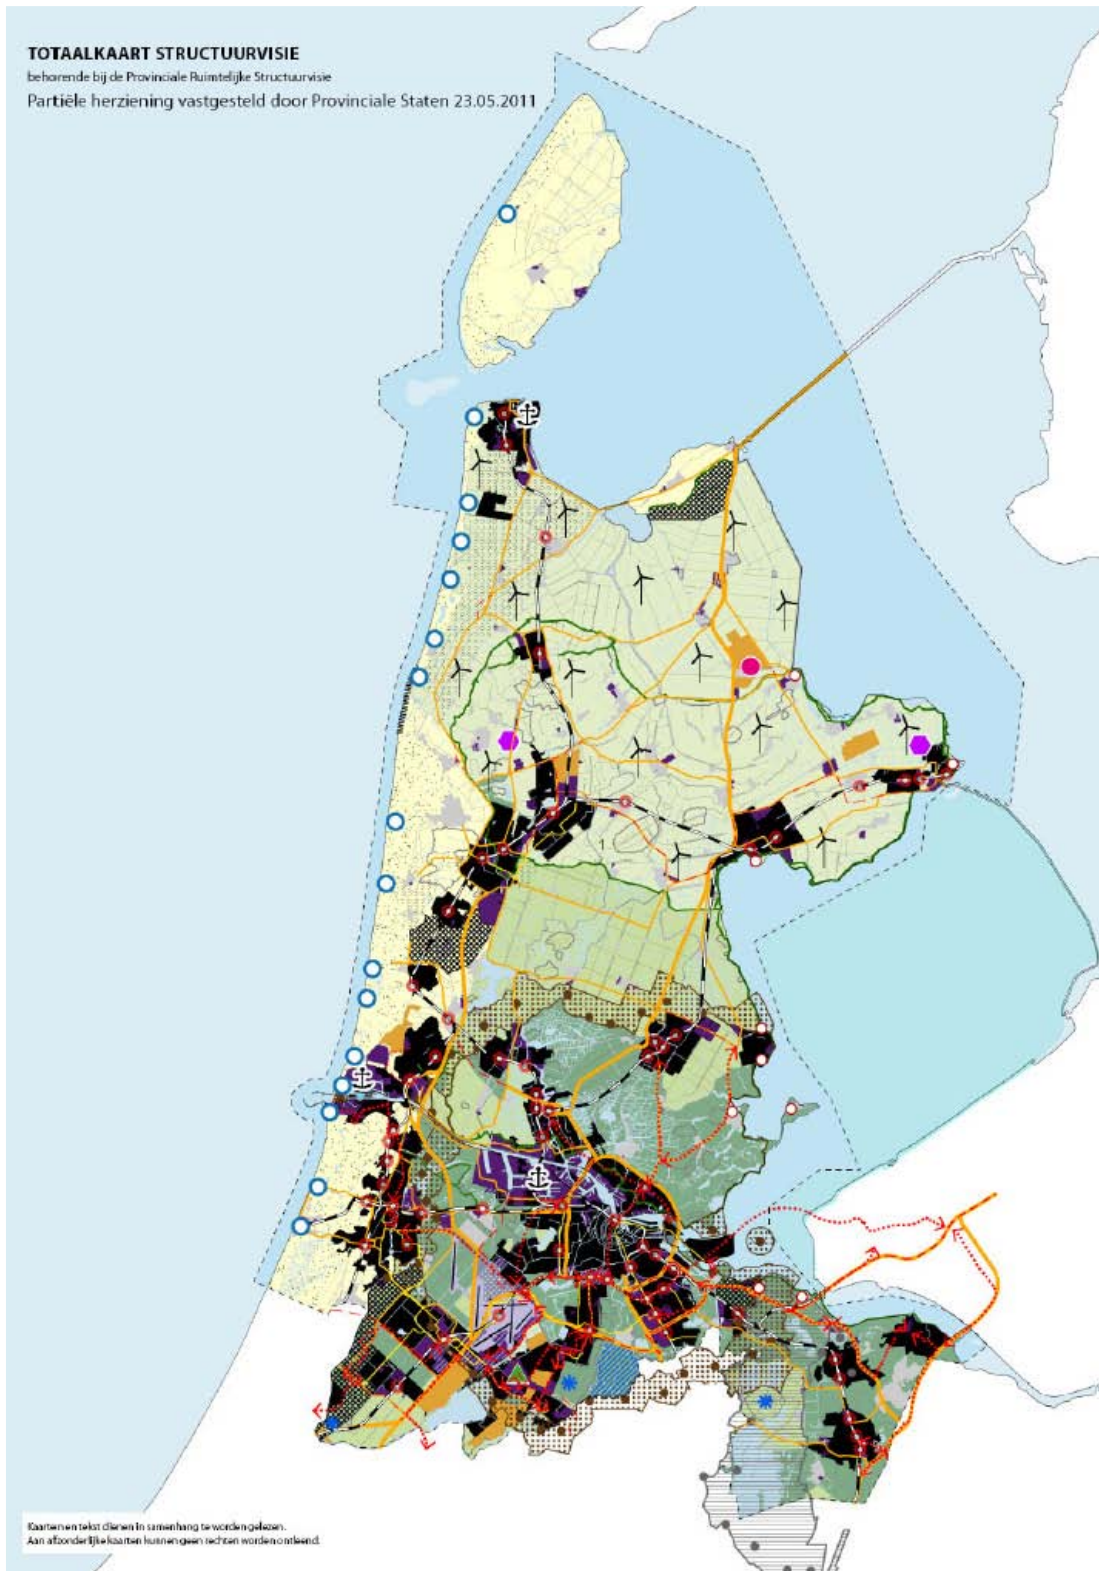 TOTAALKAART STRUCTUURVISIE
behorende bij de Provinciale Ruimtelijke Structuurvisie
Partiële herziening vastgesteld door Provinciale Staten 23.05.2011
1
Kaarten en tekst dienen in samenhang te worden gelezen.
Aan afzonderlijke kaarten kunnen geen rechten worden ontleend.